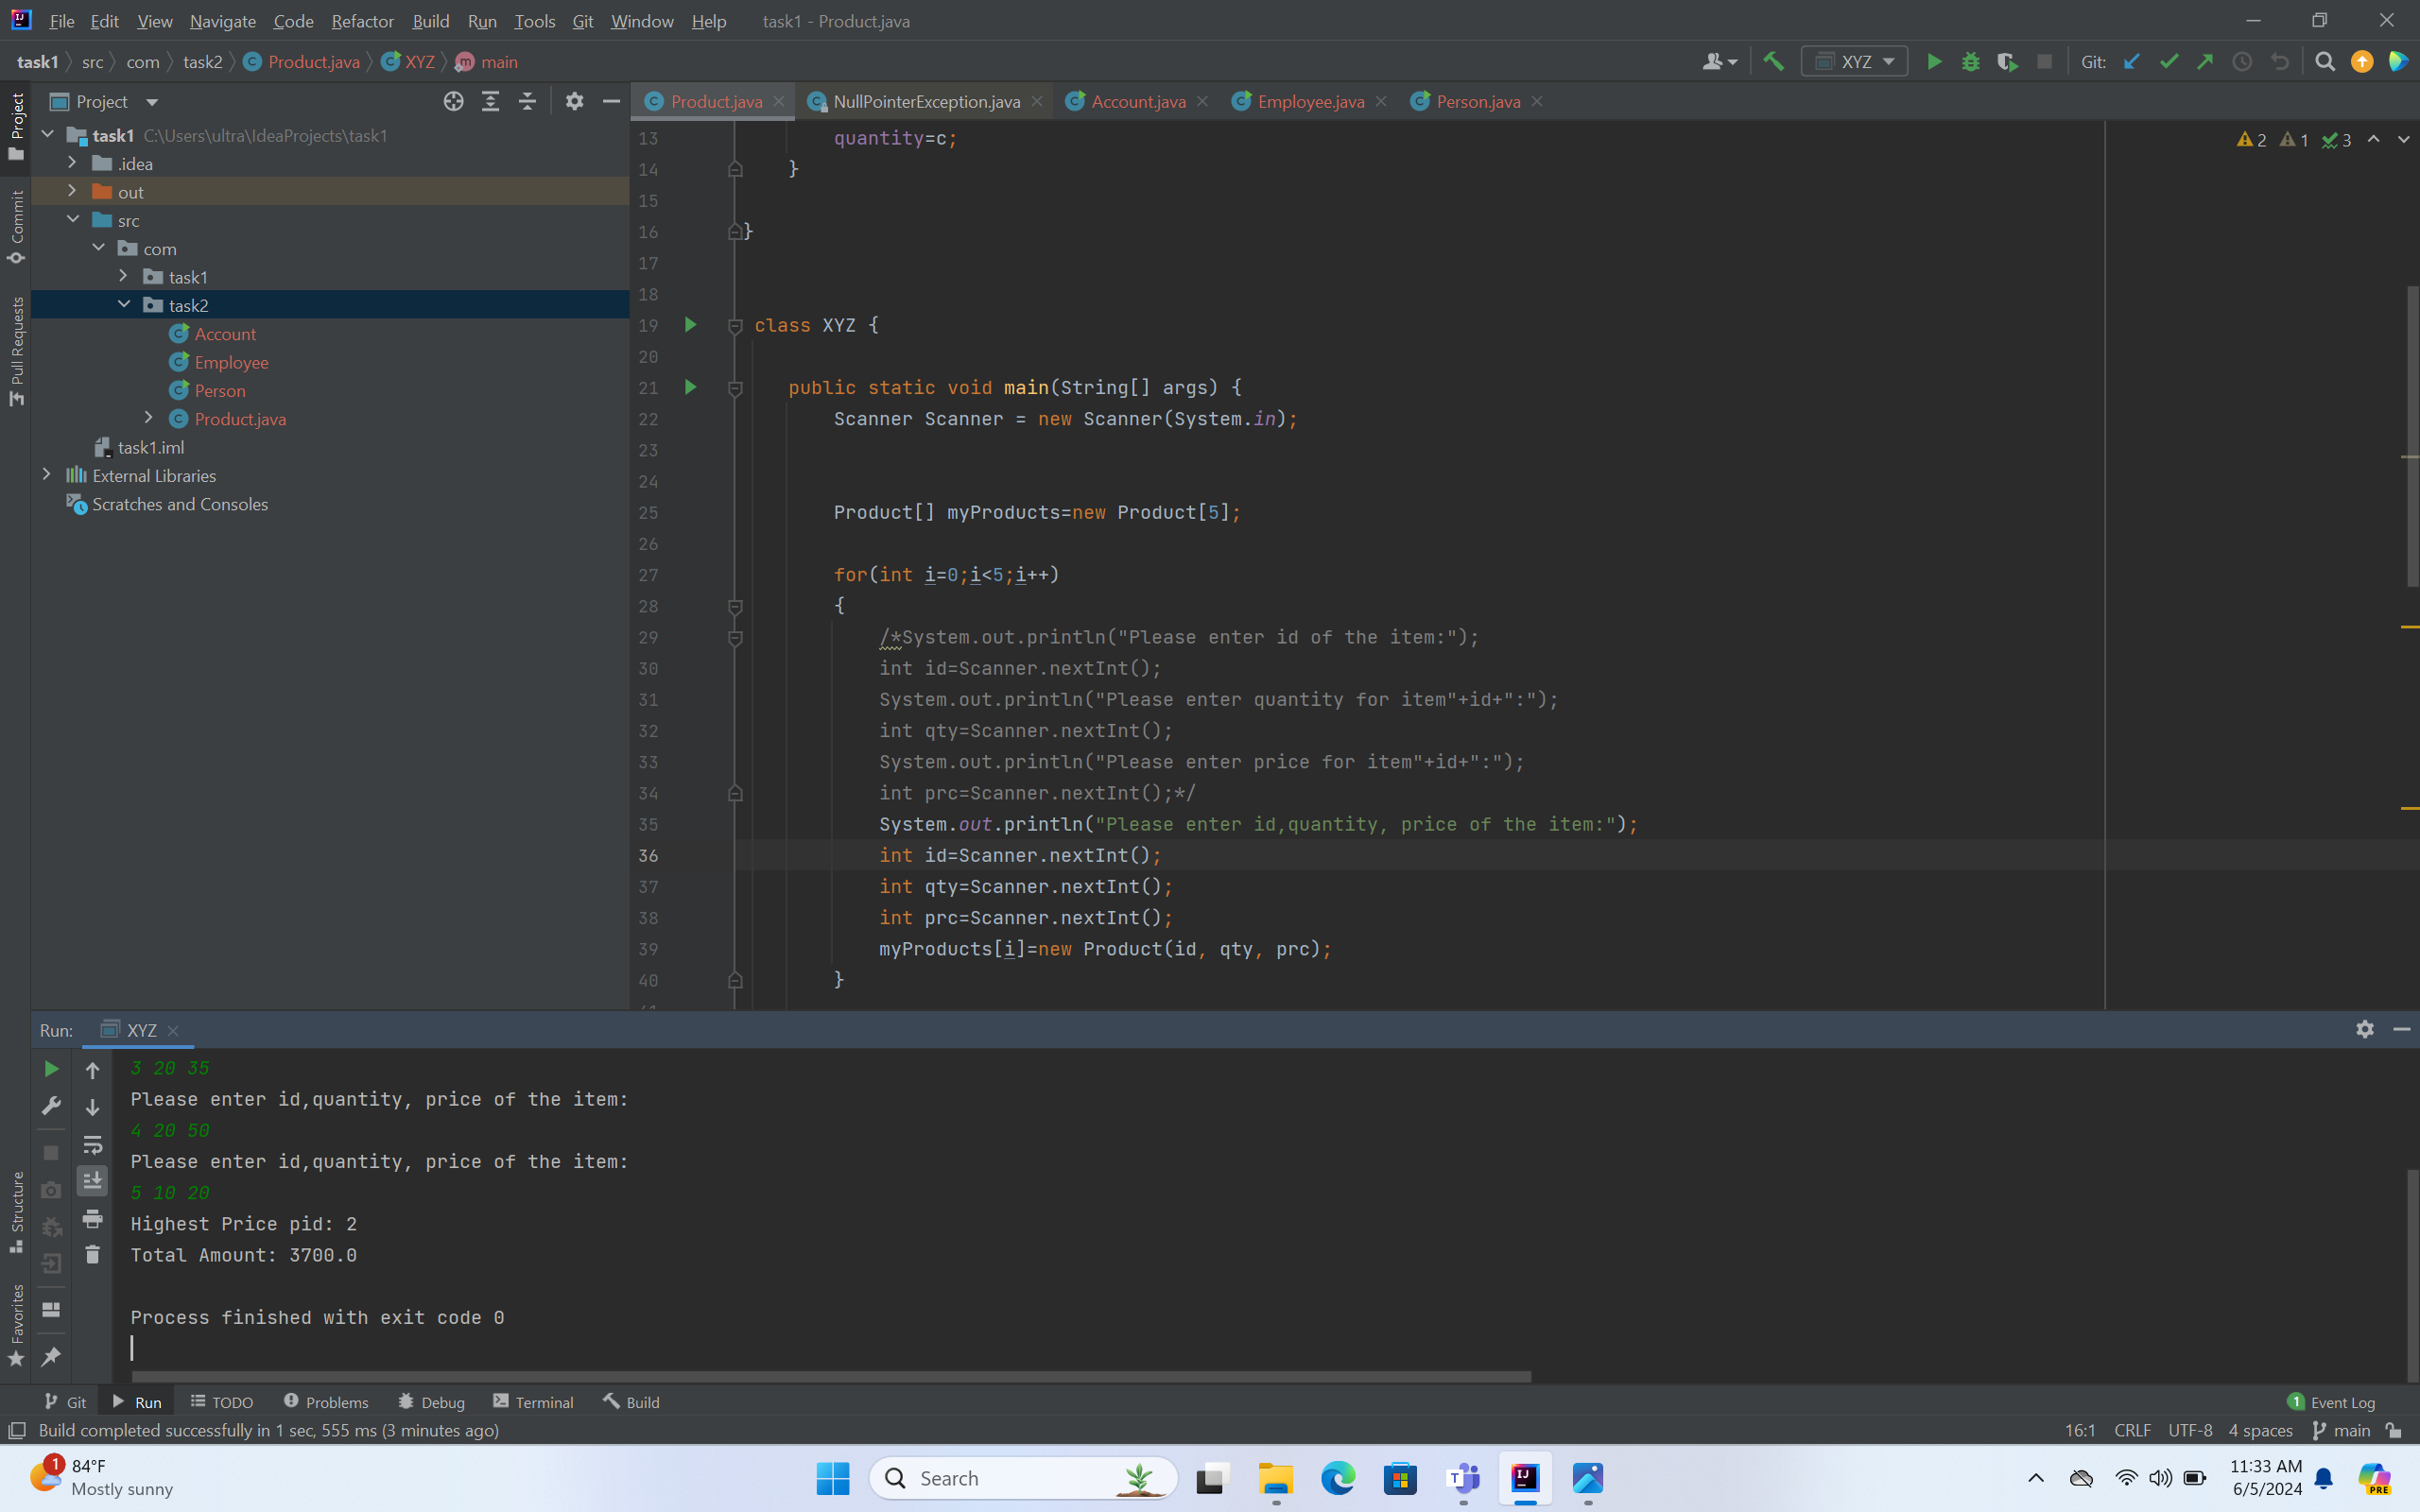 File Edit View Navigate Code Refactor Build Run Tools Git Window Help task1 - Product.java
task1 src com task2 Product.java XYZ main XYZ Git:
Project Product.java NullPointerException.java Account.java Employee.java Person.java
Project
Commit
Pull Requests
Structure
Favorites
task1 C:\Users\ultra\IdeaProjects\task1
.idea
out
src
com
task1
task2
Account
Employee
Person
Product.java
task1.iml
External Libraries
Scratches and Consoles
2 1 3
13 quantity=c;
14 }
15
16 }
17
18
19 class XYZ {
20
21 public static void main(String[] args) {
22 Scanner Scanner = new Scanner(System.in);
23
24
25 Product[] myProducts=new Product[5];
26
27 for(int i=0;i<5;i++)
28 {
29 /*System.out.println("Please enter id of the item:");
30 int id=Scanner.nextInt();
31 System.out.println("Please enter quantity for item"+id+":");
32 int qty=Scanner.nextInt();
33 System.out.println("Please enter price for item"+id+":");
34 int prc=Scanner.nextInt();*/
35 System.out.println("Please enter id,quantity, price of the item:");
36 int id=Scanner.nextInt();
37 int qty=Scanner.nextInt();
38 int prc=Scanner.nextInt();
39 myProducts[i]=new Product(id, qty, prc);
40 }
Run: XYZ
3 20 35
Please enter id,quantity, price of the item:
4 20 50
Please enter id,quantity, price of the item:
5 10 20
Highest Price pid: 2
Total Amount: 3700.0
Process finished with exit code 0
Git Run TODO Problems Debug Terminal Build 1 Event Log
Build completed successfully in 1 sec, 555 ms (3 minutes ago) 16:1 CRLF UTF-8 4 spaces main
1 84°F
Mostly sunny
Search
11:33 AM
6/5/2024
PRE